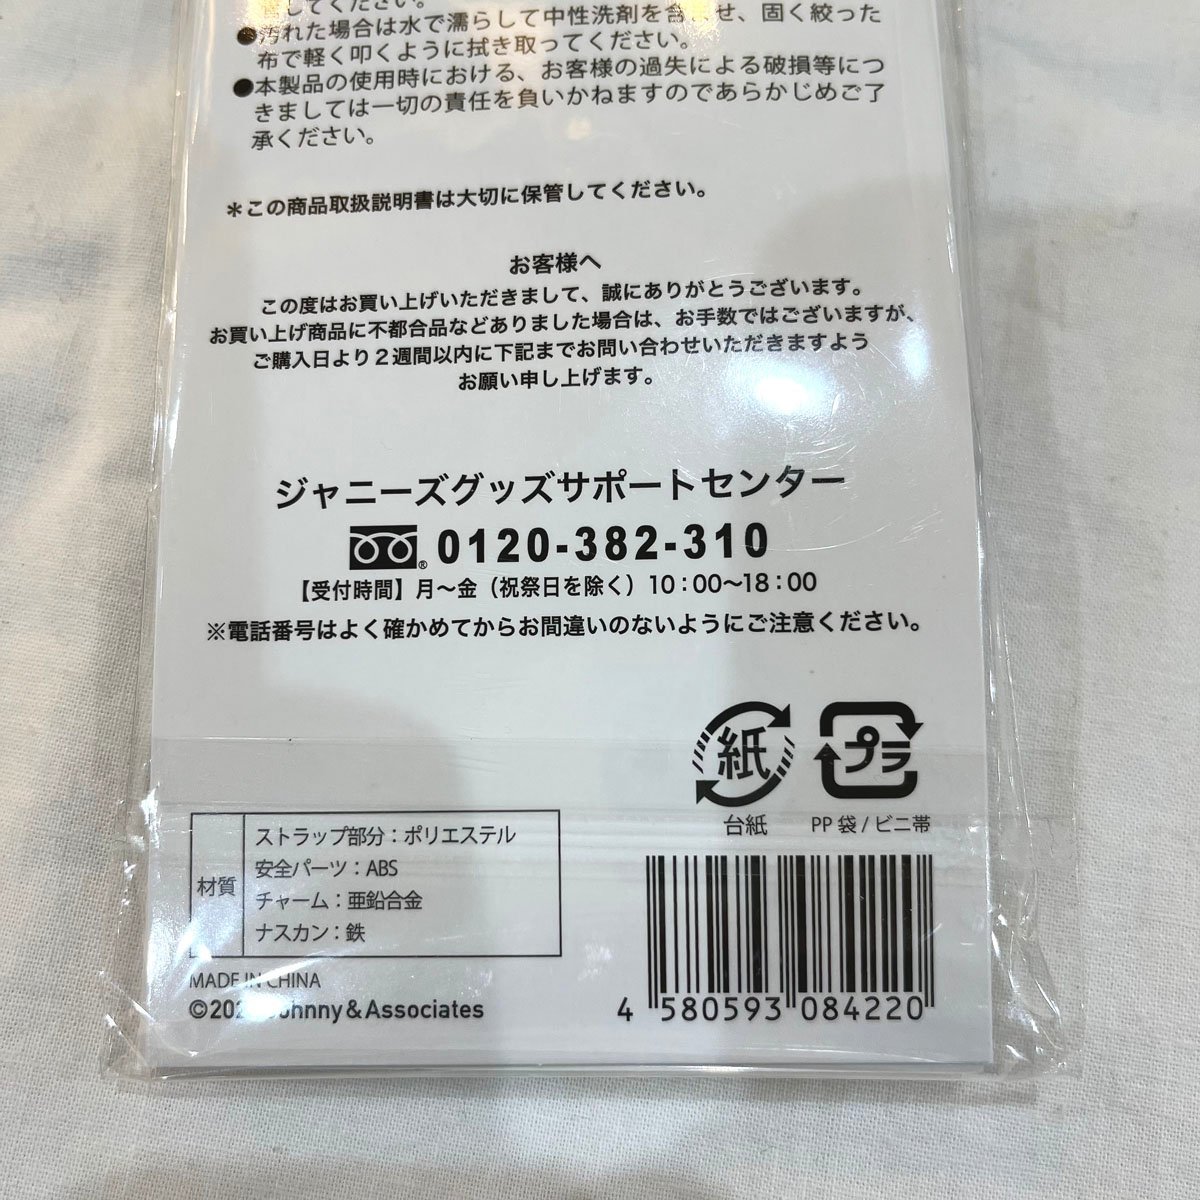 してください。
●汚れた場合は水で濡らして中性洗剤を含ませ、固く絞った
布で軽く叩くように拭き取ってください。
●本製品の使用時における、お客様の過失による破損等につ
きましては一切の責任を負いかねますのであらかじめご了
承ください。
＊この商品取扱説明書は大切に保管してください。
お客様へ
この度はお買い上げいただきまして、誠にありがとうございます。
お買い上げ商品に不都合品などありました場合は、お手数ではございますが、
ご購入日より２週間以内に下記までお問い合わせいただきますよう
お願い申し上げます。
ジャニーズグッズサポートセンター
® 0120-382-310
【受付時間】月〜金（祝祭日を除く）10：00〜18：00
※電話番号はよく確かめてからお間違いのないようにご注意ください。
紙 プラ
台紙 PP 袋 / ビニ帯
材質
ストラップ部分：ポリエステル
安全パーツ：ABS
チャーム：亜鉛合金
ナスカン：鉄
MADE IN CHINA
Johnny & Associates
4 580593 084220